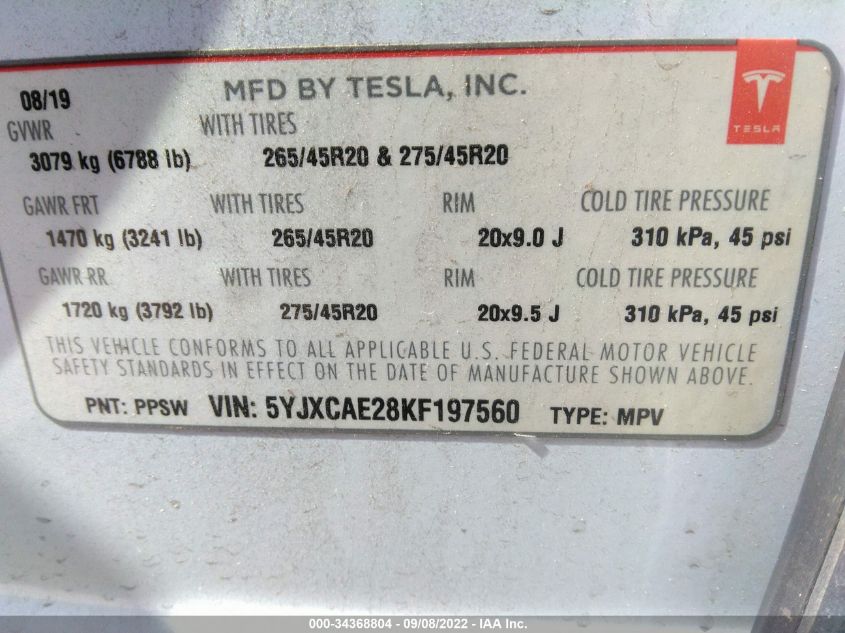 08/19 MFD BY TESLA, INC.
TESLA
GVWR WITH TIRES
3079 kg (6788 lb) 265/45R20 & 275/45R20
GAWR FRT WITH TIRES RIM COLD TIRE PRESSURE
1470 kg (3241 lb) 265/45R20 20x9.0 J 310 kPa, 45 psi
GAWR RR WITH TIRES RIM COLD TIRE PRESSURE
1720 kg (3792 lb) 275/45R20 20x9.5 J 310 kPa, 45 psi
THIS VEHICLE CONFORMS TO ALL APPLICABLE U.S. FEDERAL MOTOR VEHICLE
SAFETY STANDARDS IN EFFECT ON THE DATE OF MANUFACTURE SHOWN ABOVE.
PNT: PPSW VIN: 5YJXCAE28KF197560 TYPE: MPV
000-34368804 - 09/08/2022 - IAA Inc.